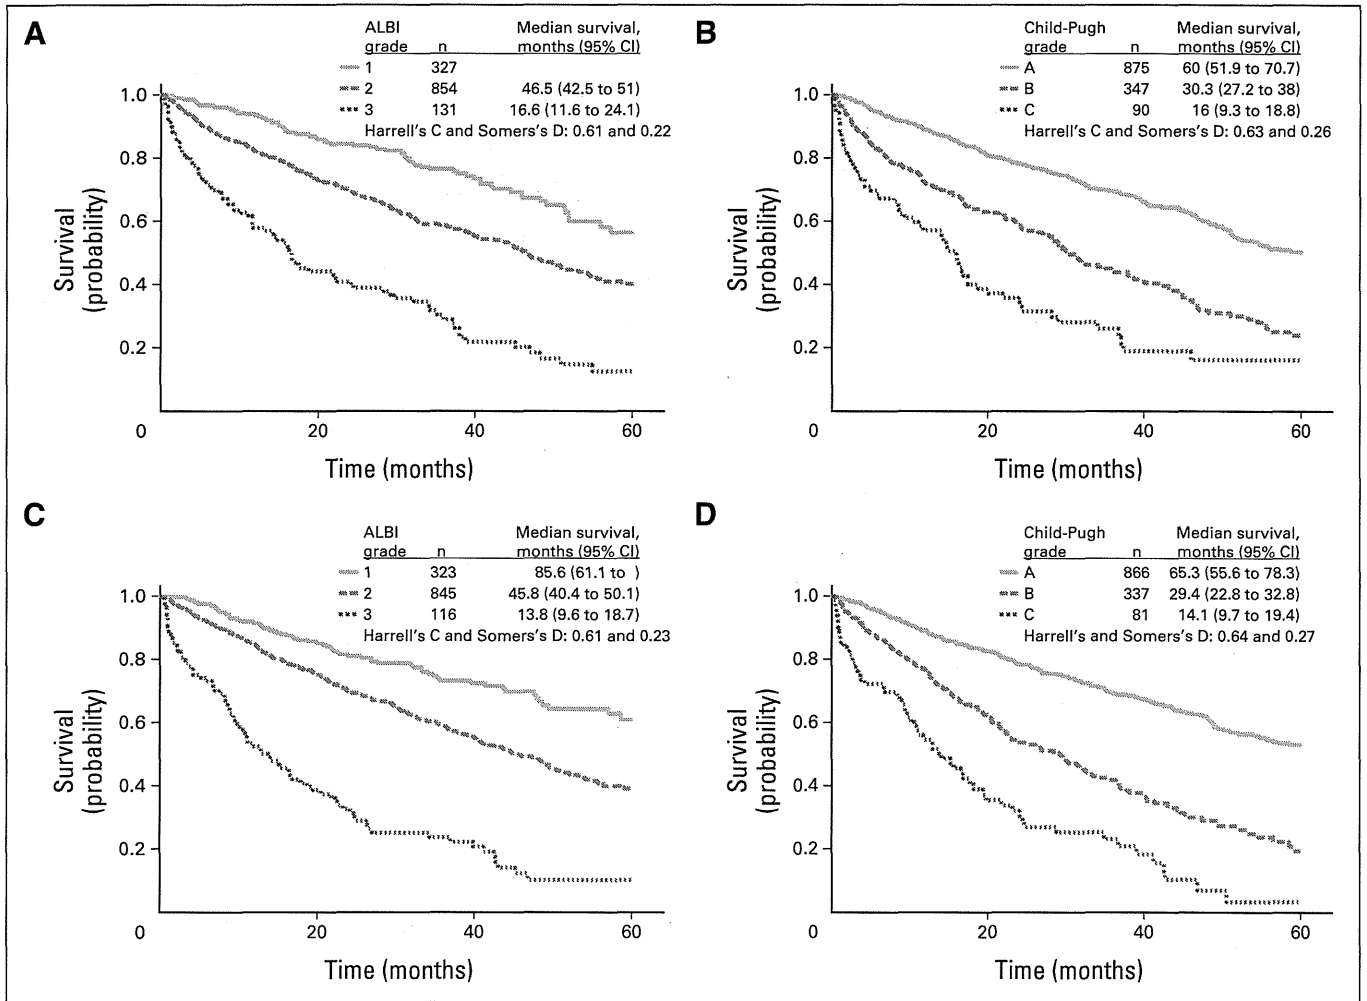 A
ALBI Median survival,
grade n months (95% CI)
1 327
2 854 46.5 (42.5 to 51)
3 131 16.6 (11.6 to 24.1)
Harrell's C and Somers's D: 0.61 and 0.22
1.0
0.8
0.6
0.4
0.2
0 20 40 60
Survival
(probability)
Time (months)
B
Child-Pugh Median survival,
grade n months (95% CI)
A 875 60 (51.9 to 70.7)
B 347 30.3 (27.2 to 38)
C 90 16 (9.3 to 18.8)
Harrell's C and Somers's D: 0.63 and 0.26
1.0
0.8
0.6
0.4
0.2
0 20 40 60
Survival
(probability)
Time (months)
C
ALBI Median survival,
grade n months (95% CI)
1 323 85.6 (61.1 to )
2 845 45.8 (40.4 to 50.1)
3 116 13.8 (9.6 to 18.7)
Harrell's C and Somers's D: 0.61 and 0.23
1.0
0.8
0.6
0.4
0.2
0 20 40 60
Survival
(probability)
Time (months)
D
Child-Pugh Median survival,
grade n months (95% CI)
A 866 65.3 (55.6 to 78.3)
B 337 29.4 (22.8 to 32.8)
C 81 14.1 (9.7 to 19.4)
Harrell's and Somers's D: 0.64 and 0.27
1.0
0.8
0.6
0.4
0.2
0 20 40 60
Survival
(probability)
Time (months)